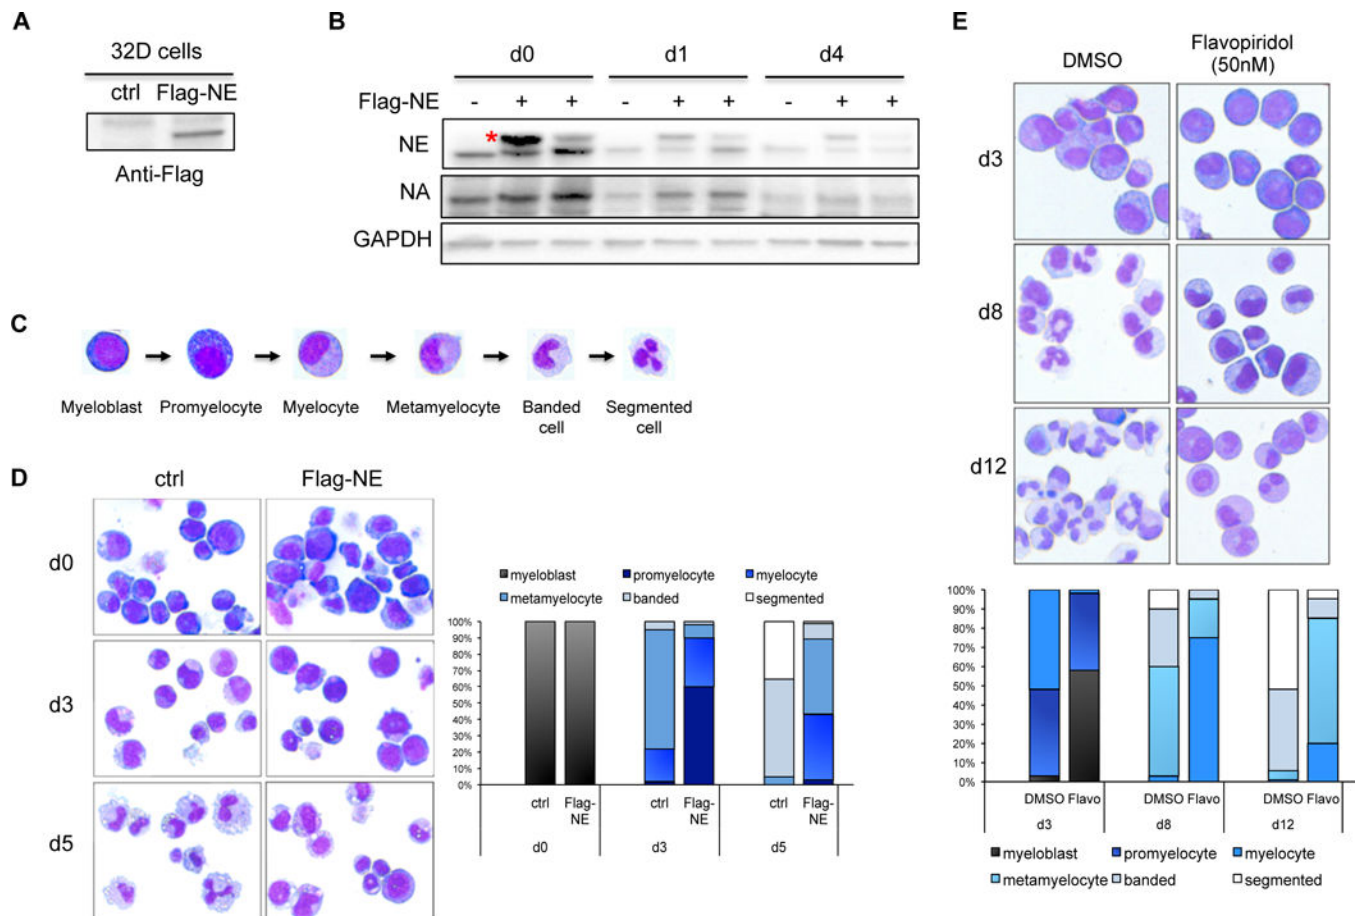 A
32D cells
ctrl Flag-NE
Anti-Flag
B
d0 d1 d4
Flag-NE - + + - + + - + +
*
NE
NA
GAPDH
C
Myeloblast Promyelocyte Myelocyte Metamyelocyte Banded cell Segmented cell
D
ctrl Flag-NE
d0
d3
d5
myeloblast promyelocyte myelocyte
metamyelocyte banded segmented
100%
90%
80%
70%
60%
50%
40%
30%
20%
10%
0%
ctrl Flag-NE ctrl Flag-NE ctrl Flag-NE
d0 d3 d5
E
DMSO Flavopiridol (50nM)
d3
d8
d12
100%
90%
80%
70%
60%
50%
40%
30%
20%
10%
0%
DMSO Flavo DMSO Flavo DMSO Flavo
d3 d8 d12
myeloblast promyelocyte myelocyte
metamyelocyte banded segmented